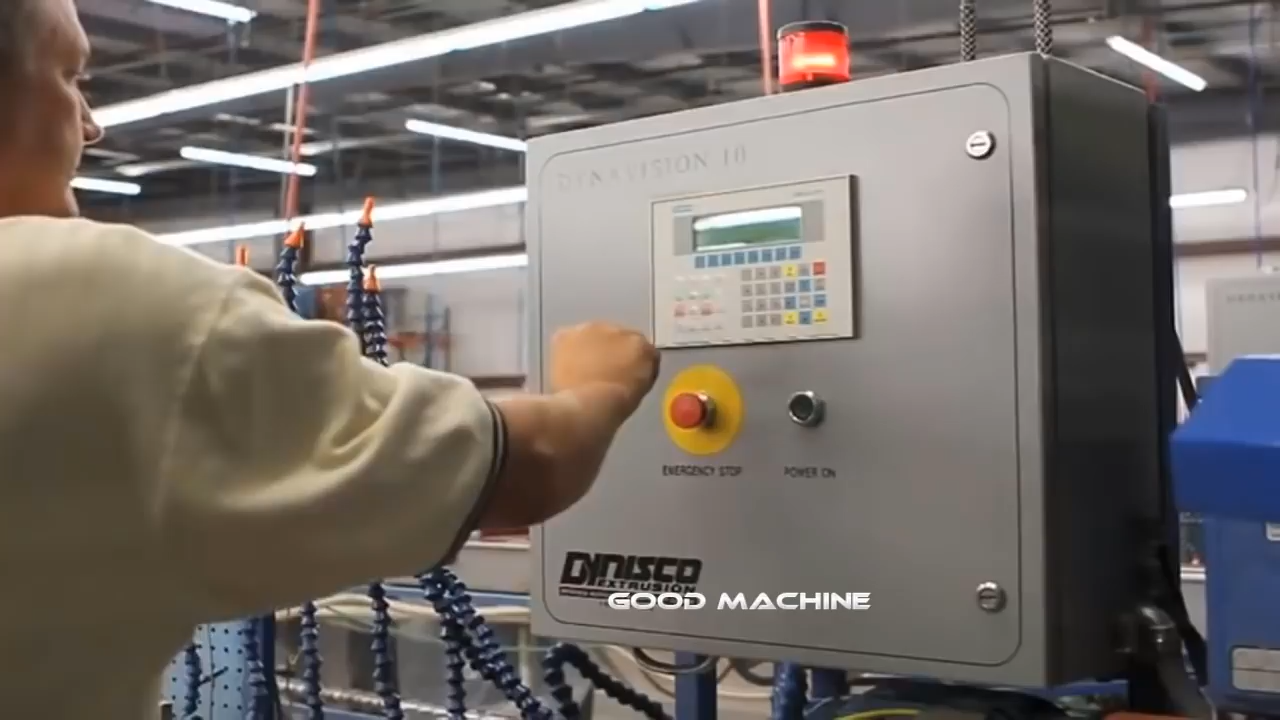 DYNAVISION 10
EMERGENCY STOP
POWER ON
DYNISCO
EXTRUSION
GOOD MACHINE